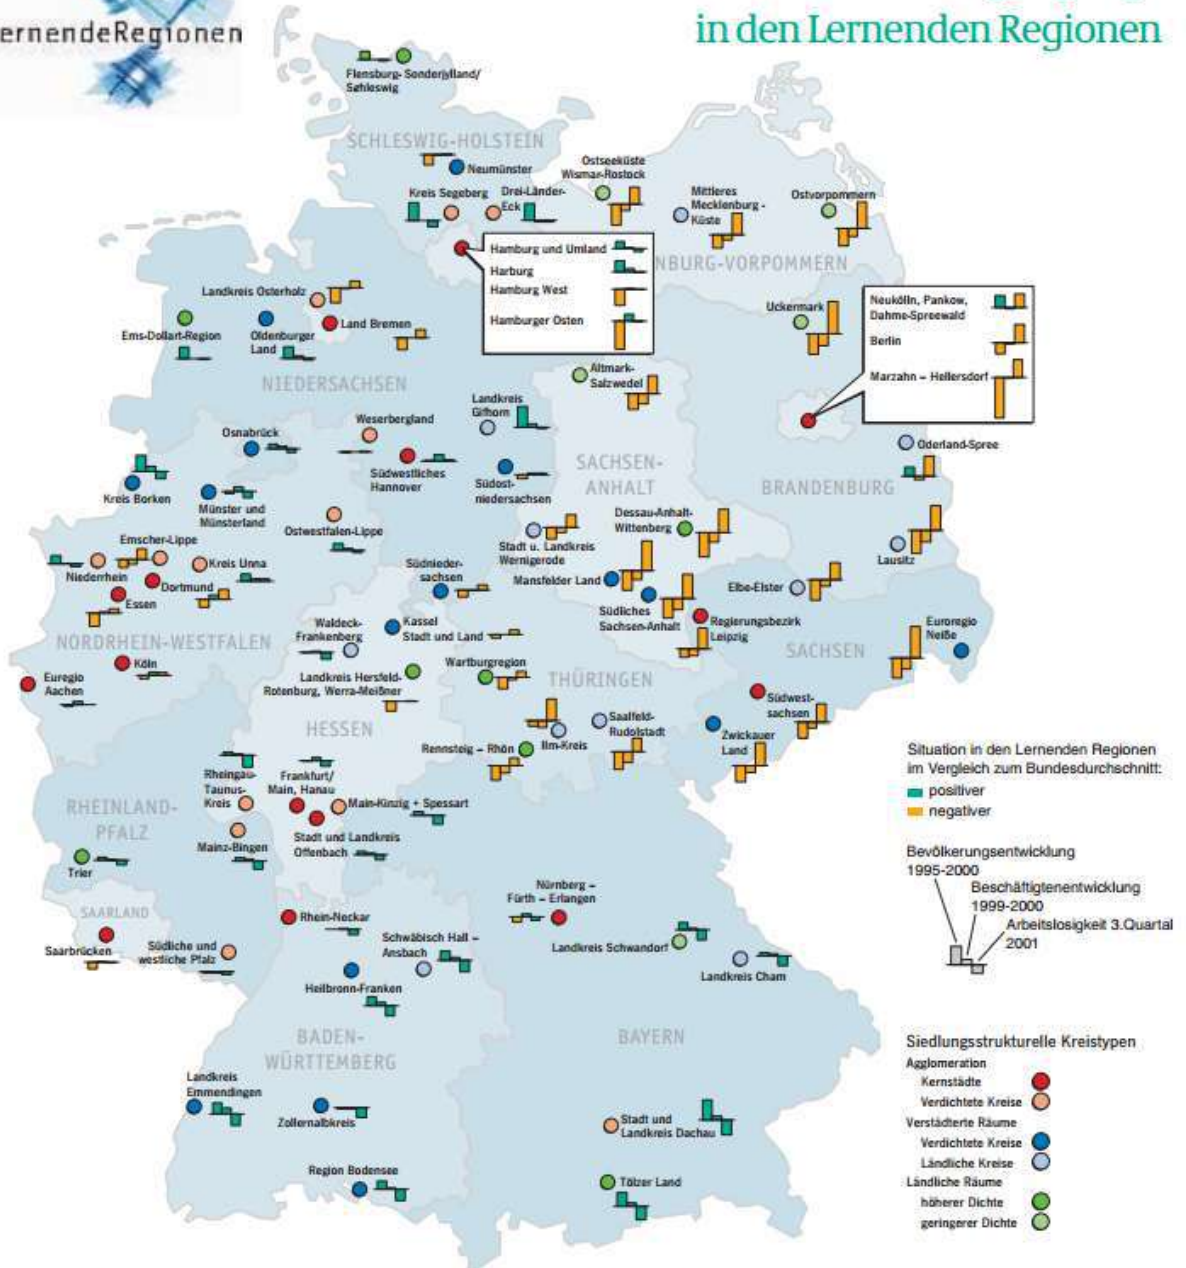 ernendeRegionen
in den Lernenden Regionen
Flensburg- Sonderjylland/
Schleswig
SCHLESWIG-HOLSTEIN
Neumünster
Ostseeküste
Wismar-Rostock
Kreis Segeberg
Drei-Länder-
Eck
Mittleres
Mecklenburg -
Küste
Ostvorpommern
NBURG-VORPOMMERN
Hamburg und Umland
Harburg
Hamburg West
Hamburger Osten
Landkreis Osterholz
Land Bremen
Ems-Dollart-Region
Oldenburger
Land
NIEDERSACHSEN
Uckermark
Neukölln, Pankow,
Dahme-Spreewald
Berlin
Marzahn – Hellersdorf
Altmark-
Salzwedel
Landkreis
Gifhorn
Weserbergland
Osnabrück
Südwestliches
Hannover
Südost-
niedersachsen
SACHSEN-
ANHALT
Oderland-Spree
BRANDENBURG
Kreis Borken
Münster und
Münsterland
Ostwestfalen-Lippe
Dessau-Anhalt-
Wittenberg
Stadt u. Landkreis
Wernigerode
Lausitz
Emscher-Lippe
Niederrhein
Kreis Unna
Dortmund
Essen
Südnieder-
sachsen
Mansfelder Land
Elbe-Elster
Südliches
Sachsen-Anhalt
Regierungsbezirk
Leipzig
Euroregio
Neiße
NORDRHEIN-WESTFALEN
Waldeck-
Frankenberg
Kassel
Stadt und Land
SACHSEN
Köln
Euregio
Aachen
Landkreis Hersfeld-
Rotenburg, Werra-Meißner
Wartburgregion
THÜRINGEN
Südwest-
sachsen
HESSEN
Saalfeld-
Rudolstadt
Zwickauer
Land
Rennsteig – Rhön
Ilm-Kreis
Rheingau-
Taunus-
Kreis
Frankfurt/
Main, Hanau
Main-Kinzig + Spessart
RHEINLAND-
PFALZ
Mainz-Bingen
Stadt und Landkreis
Offenbach
Trier
SAARLAND
Saarbrücken
Südliche und
westliche Pfalz
Rhein-Neckar
Nürnberg –
Fürth – Erlangen
Schwäbisch Hall –
Ansbach
Landkreis Schwandorf
Landkreis Cham
Heilbronn-Franken
BADEN-
WÜRTTEMBERG
BAYERN
Landkreis
Emmendingen
Zollernalbkreis
Stadt und
Landkreis Dachau
Region Bodensee
Tölzer Land
Situation in den Lernenden Regionen
im Vergleich zum Bundesdurchschnitt:
positiver
negativer
Bevölkerungsentwicklung
1995-2000
Beschäftigtenentwicklung
1999-2000
Arbeitslosigkeit 3.Quartal
2001
Siedlungsstrukturelle Kreistypen
Agglomeration
Kernstädte
Verdichtete Kreise
Verstädterte Räume
Verdichtete Kreise
Ländliche Kreise
Ländliche Räume
höherer Dichte
geringerer Dichte